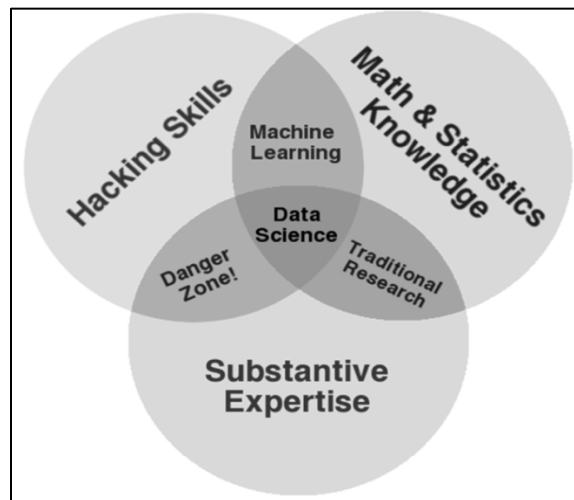 Hacking Skills
Math & Statistics
Knowledge
Machine
Learning
Data
Science
Danger
Zone!
Traditional
Research
Substantive
Expertise